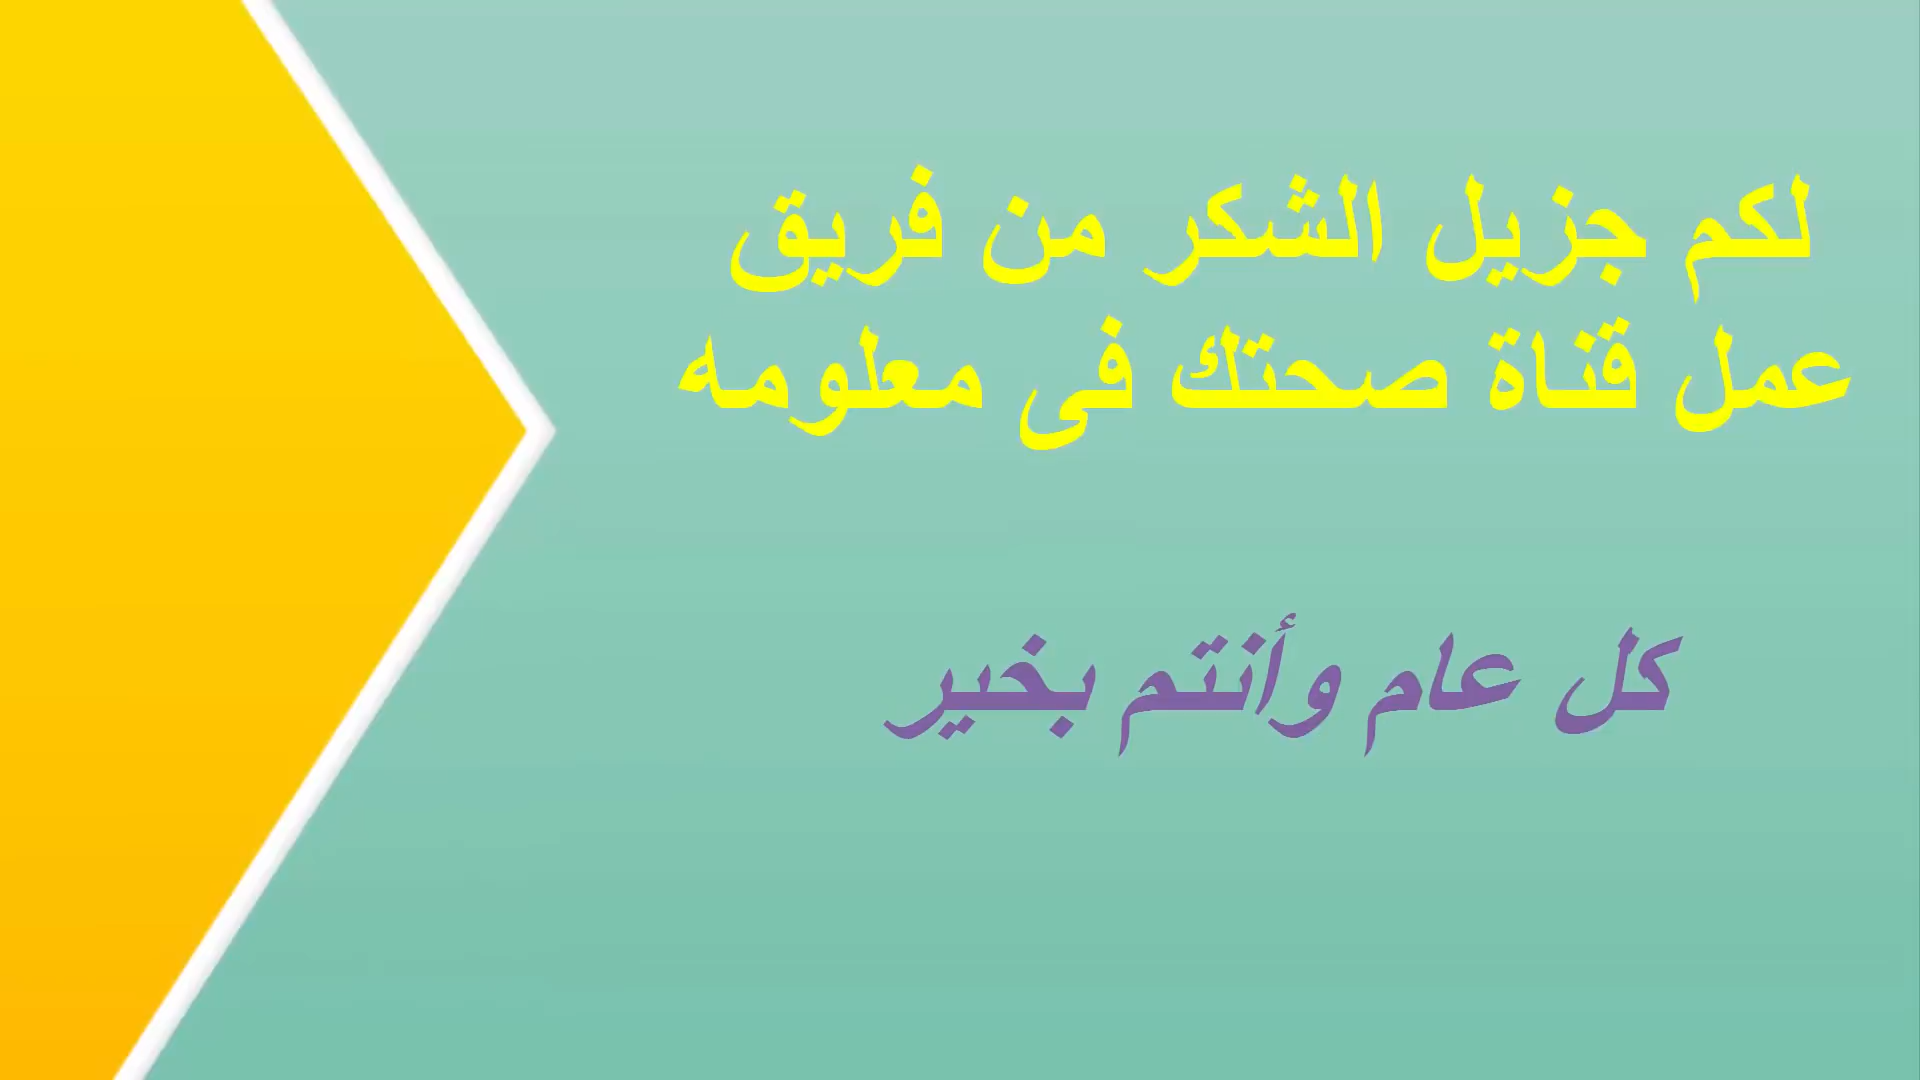 لكم جزيل الشكر من فريق
عمل قناة صحتك فى معلومه
كل عام وأنتم بخير